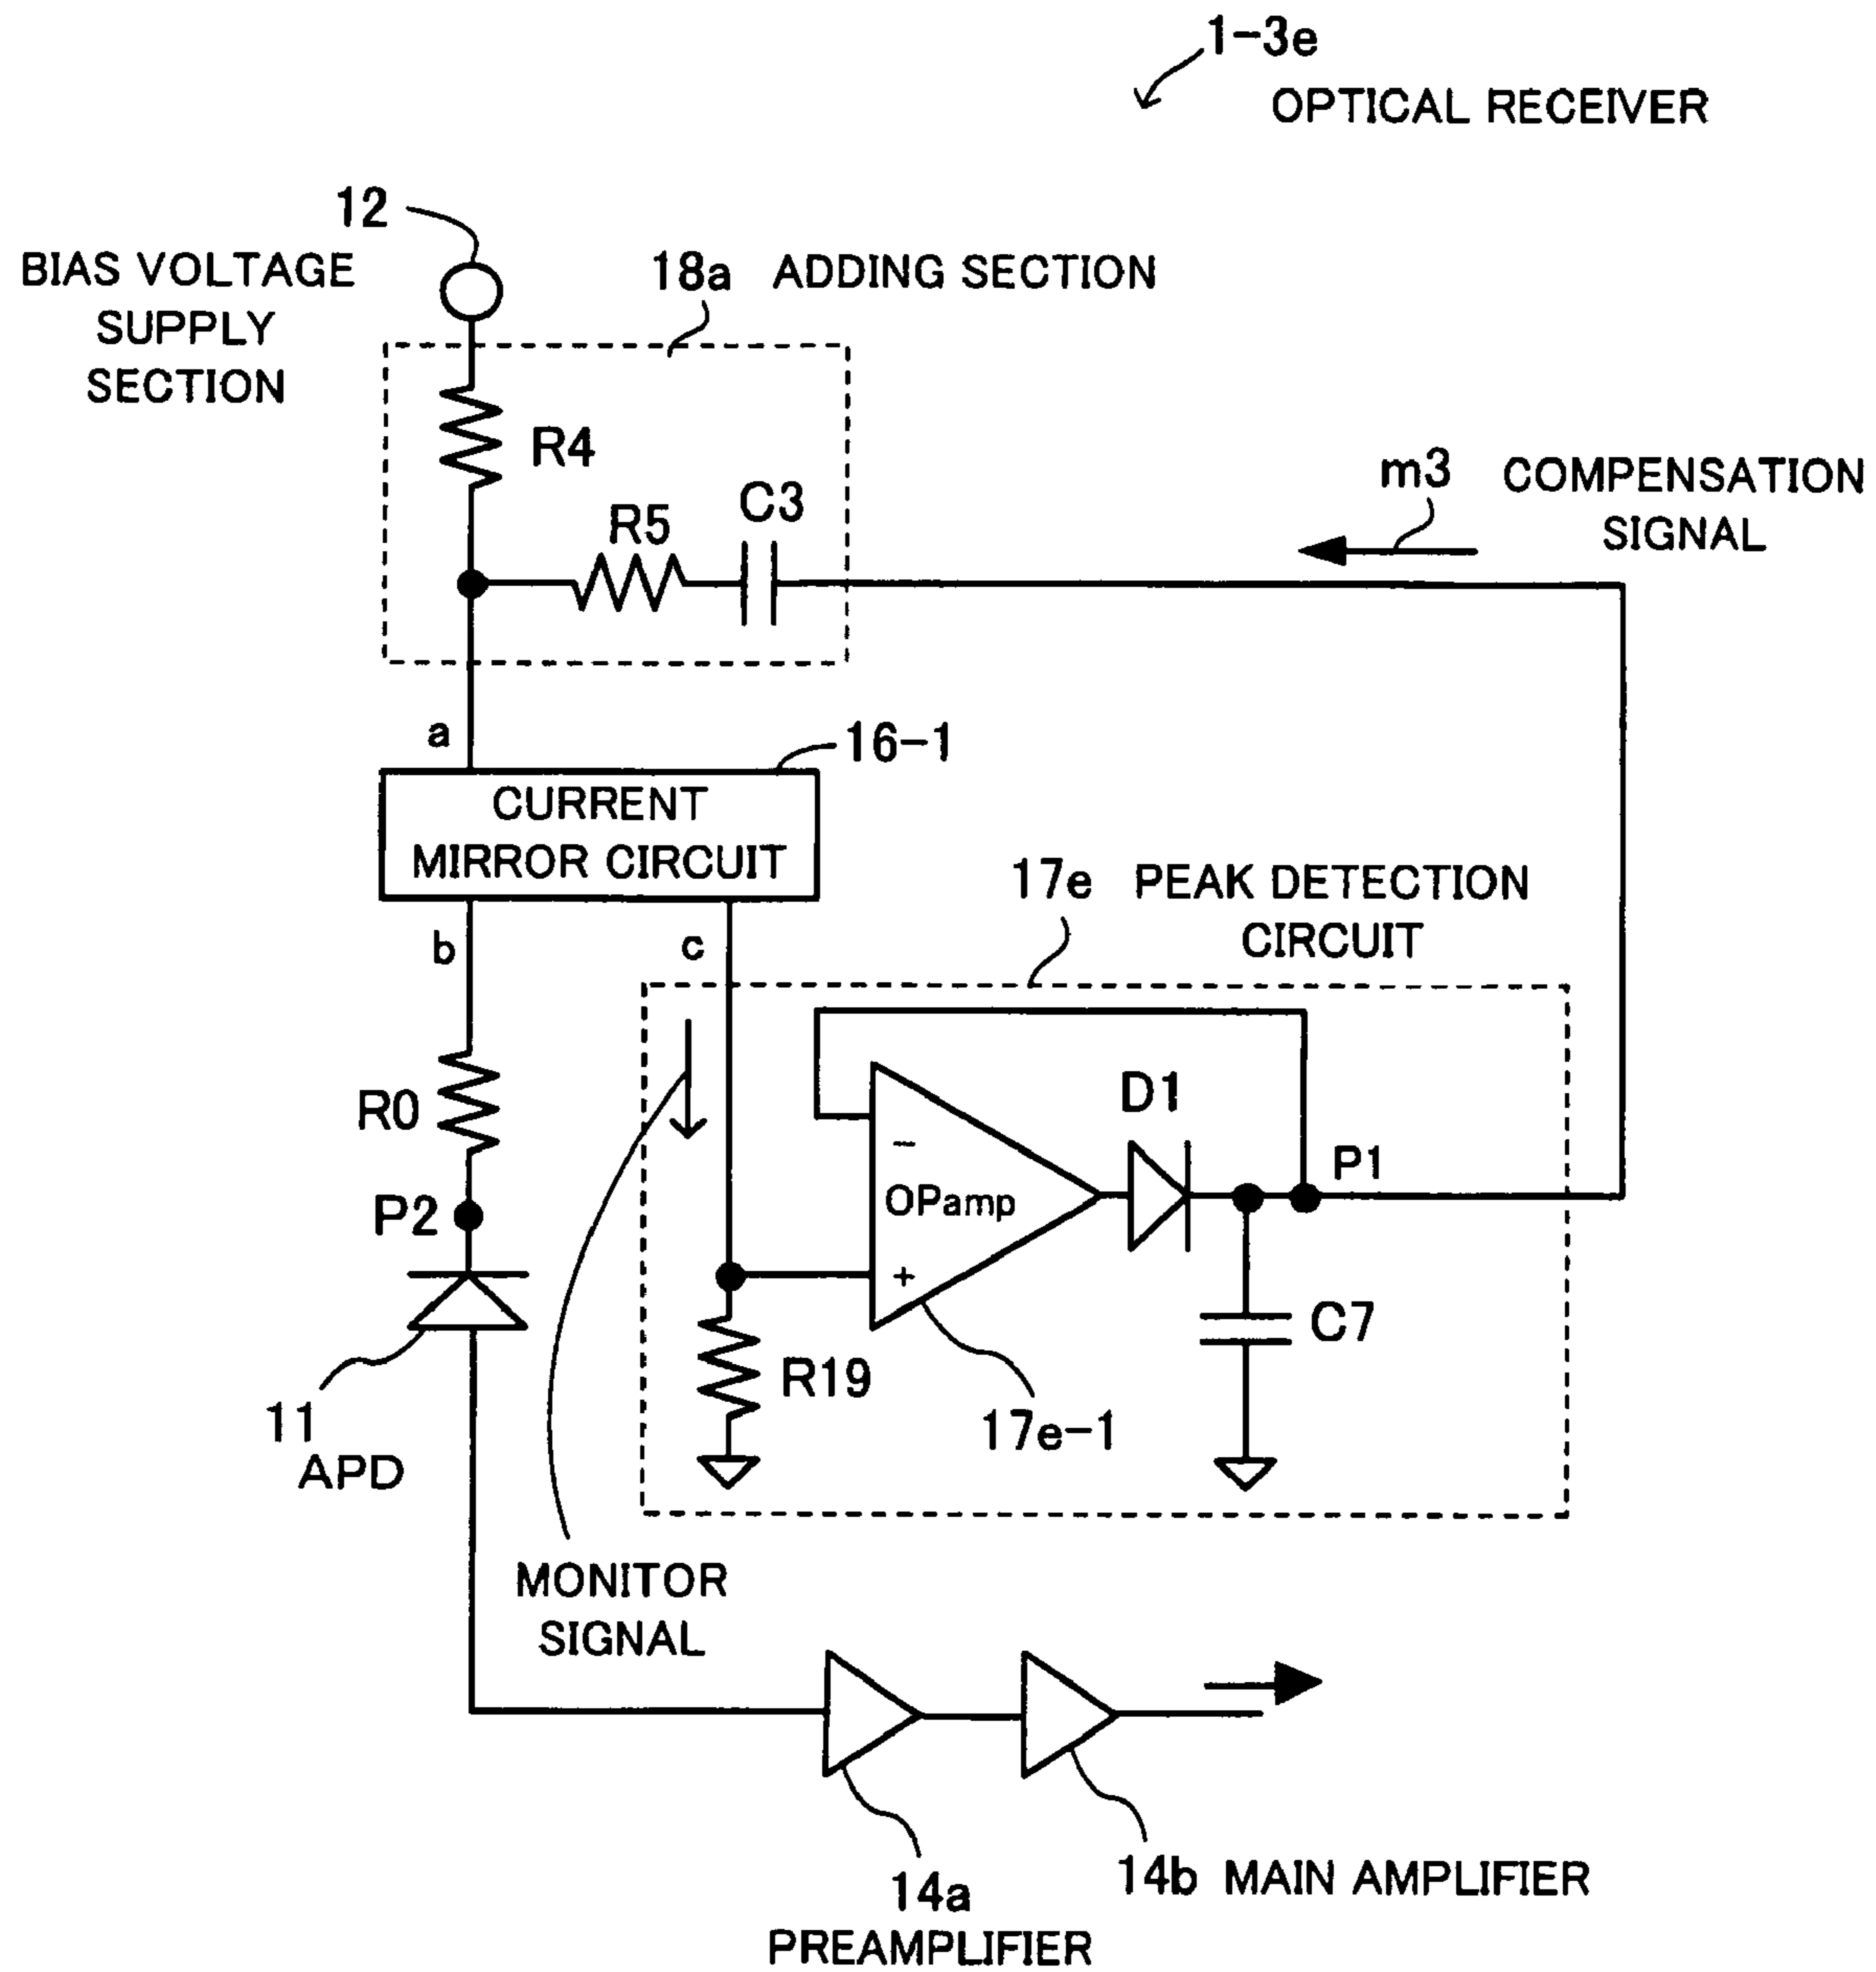 1-3e
OPTICAL RECEIVER
12
BIAS VOLTAGE
SUPPLY
SECTION
18a ADDING SECTION
R4
R5
C3
m3 COMPENSATION
SIGNAL
a
16-1
CURRENT
MIRROR CIRCUIT
b
c
17e PEAK DETECTION
CIRCUIT
R0
P2
−
OPamp
+
D1
P1
C7
R19
17e-1
11
APD
MONITOR
SIGNAL
14a
PREAMPLIFIER
14b MAIN AMPLIFIER